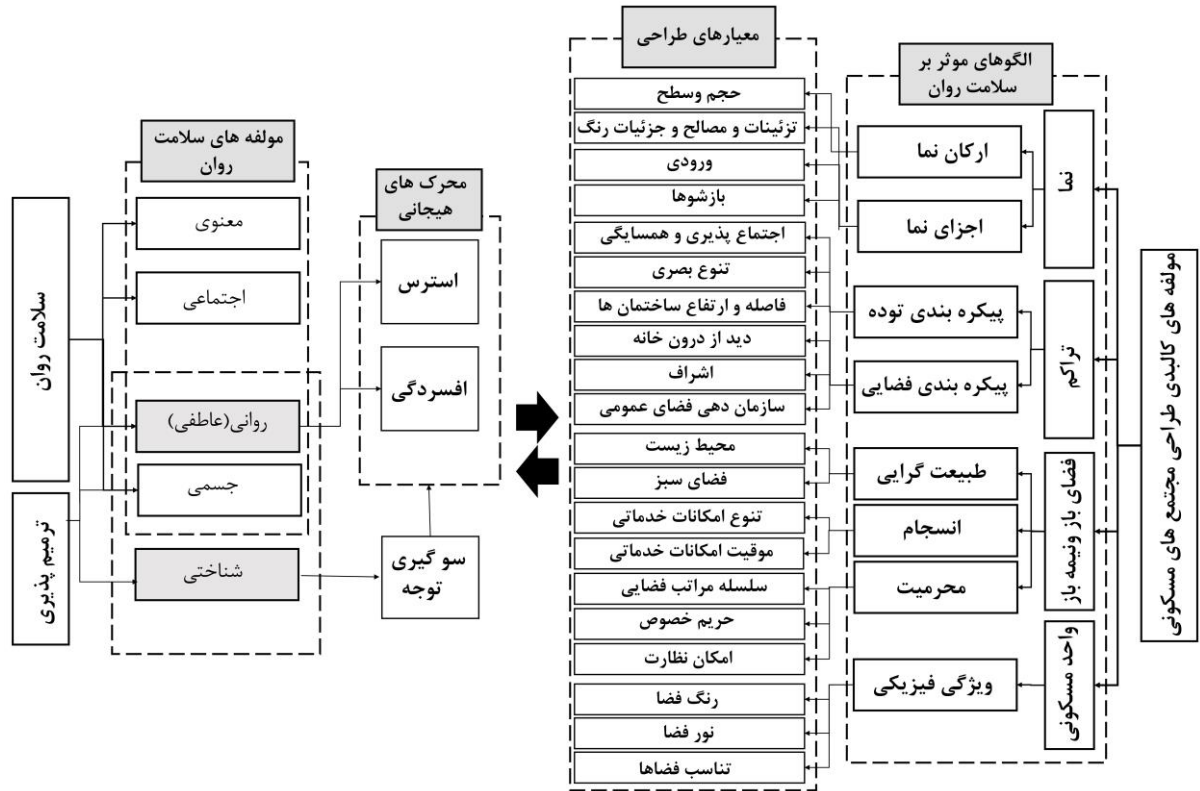 مولفه های کالبدی طراحی مجتمع های مسکونی
الگوهای موثر بر
سلامت روان
نما
ارکان نما
اجزای نما
تراکم
پیکره بندی توده
پیکره بندی فضایی
فضای باز ونیمه باز
طبیعت گرایی
انسجام
محرمیت
واحد مسکونی
ویژگی فیزیکی
معیارهای طراحی
حجم وسطح
تزئینات و مصالح و جزئیات رنگ
ورودی
بازشوها
اجتماع پذیری و همسایگی
تنوع بصری
فاصله و ارتفاع ساختمان ها
دید از درون خانه
اشراف
سازمان دهی فضای عمومی
محیط زیست
فضای سبز
تنوع امکانات خدماتی
موقیت امکانات خدماتی
سلسله مراتب فضایی
حریم خصوص
امکان نظارت
رنگ فضا
نور فضا
تناسب فضاها
محرک های
هیجانی
استرس
افسردگی
سو گیری
توجه
مولفه های سلامت
روان
معنوی
اجتماعی
روانی(عاطفی)
جسمی
شناختی
سلامت روان
ترمیم پذیری